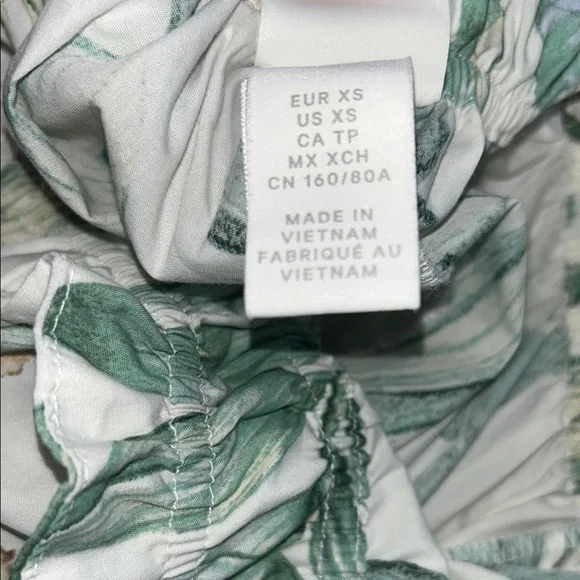 EUR XS
US XS
CA TP
MX XCH
CN 160/80A
MADE IN
VIETNAM
FABRIQUÉ AU
VIETNAM